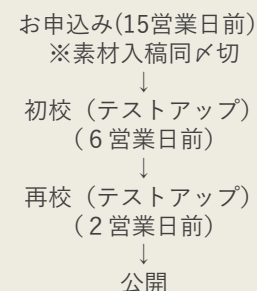 お申込み(15営業日前)
※素材入稿同〆切
↓
初校（テストアップ）
（６営業日前）
↓
再校（テストアップ）
（２営業日前）
↓
公開